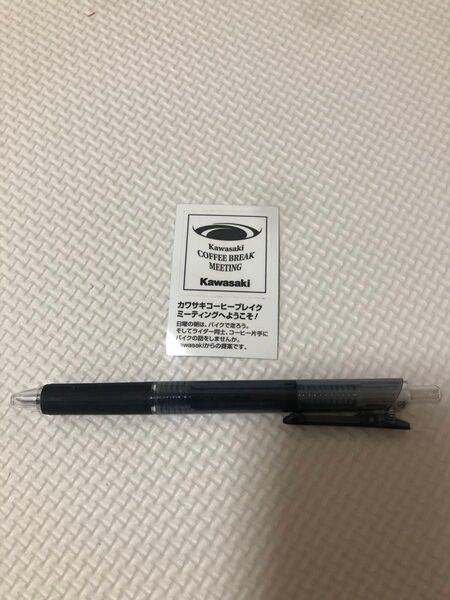 Kawasaki
COFFEE BREAK
MEETING
Kawasaki
カワサキコーヒーブレイク
ミーティングへようこそ！
日曜の朝は、バイクで走ろう。
そしてライダー同士、コーヒー片手に
バイクの話をしませんか。
Kawasakiからの提案です。